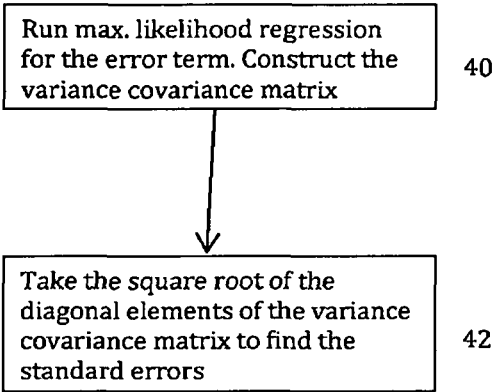 Run max. likelihood regression
for the error term. Construct the
variance covariance matrix
40
Take the square root of the
diagonal elements of the variance
covariance matrix to find the
standard errors
42